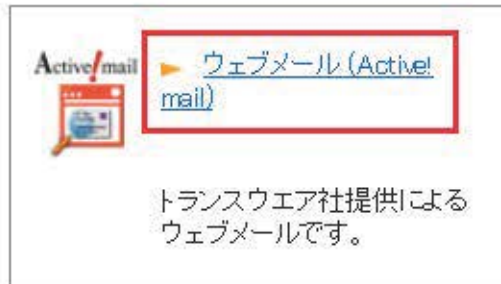 Active! mail
ウェブメール (Active!
mail)
トランスウエア社提供による
ウェブメールです。